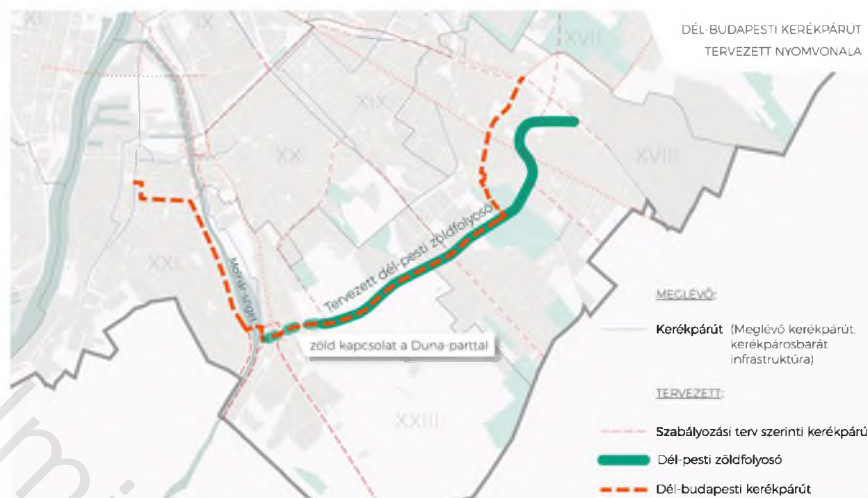 DÉL-BUDAPESTI KERÉKPÁRÚT
TERVEZETT NYOMVONALA
XI
IX
XVII
XIX
XX
XVIII
XXI
Molnár-sziget
Tervezett dél-pesti zöldfolyosó
zöld kapcsolat a Duna-parttal
XXIII
MEGLÉVŐ:
Kerékpárút (Meglévő kerékpárút,
kerékpárosbarát
infrastruktúra)
TERVEZETT:
Szabályozási terv szerinti kerékpárú
Dél-pesti zöldfolyosó
Dél-budapesti kerékpárút